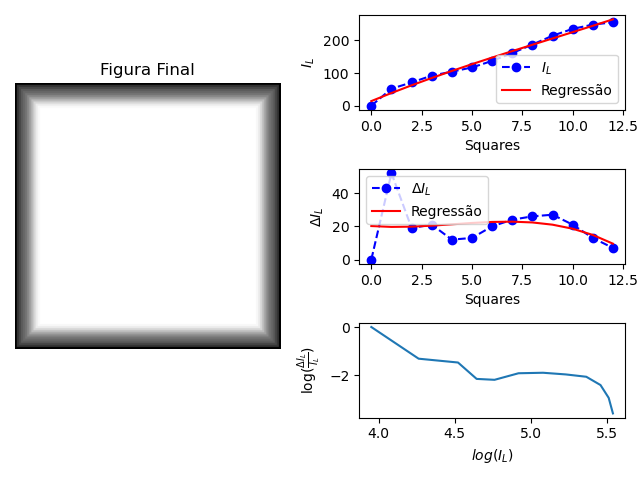 Figura Final
I_L
0
100
200
0.0 2.5 5.0 7.5 10.0 12.5
Squares
I_L
Regressão
ΔI_L
0
20
40
0.0 2.5 5.0 7.5 10.0 12.5
Squares
ΔI_L
Regressão
log(ΔI_L/I_L)
0
−2
4.0 4.5 5.0 5.5
log(I_L)